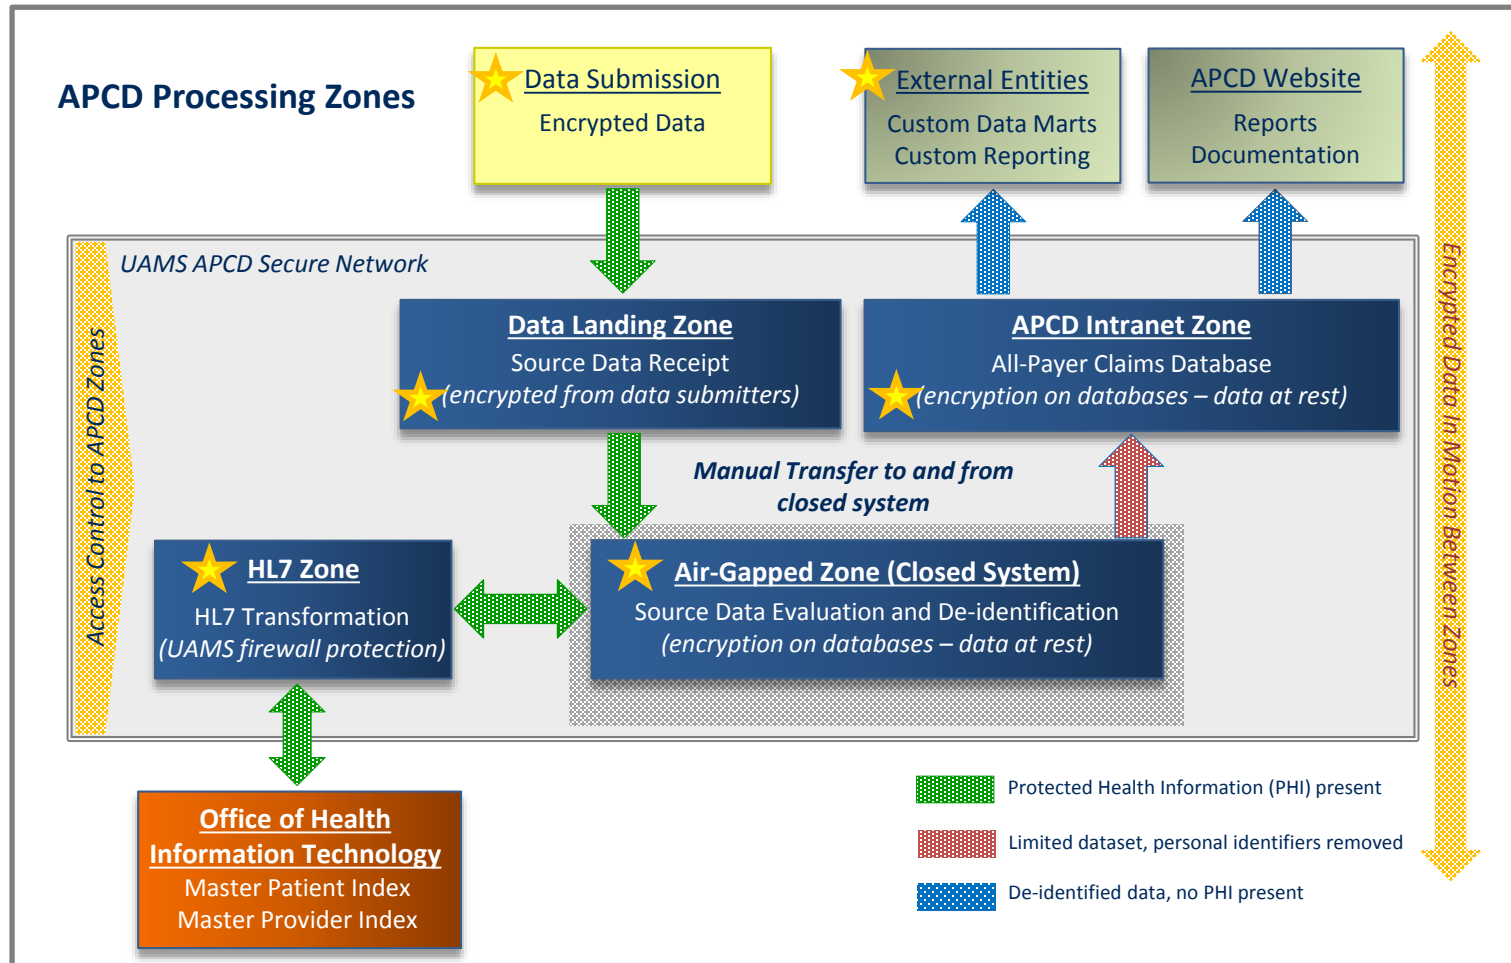 APCD Processing Zones
Data Submission
Encrypted Data
External Entities
Custom Data Marts
Custom Reporting
APCD Website
Reports
Documentation
UAMS APCD Secure Network
Access Control to APCD Zones
Encrypted Data In Motion Between Zones
Data Landing Zone
Source Data Receipt
(encrypted from data submitters)
APCD Intranet Zone
All-Payer Claims Database
(encryption on databases – data at rest)
Manual Transfer to and from
closed system
HL7 Zone
HL7 Transformation
(UAMS firewall protection)
Air-Gapped Zone (Closed System)
Source Data Evaluation and De-identification
(encryption on databases – data at rest)
Office of Health
Information Technology
Master Patient Index
Master Provider Index
Protected Health Information (PHI) present
Limited dataset, personal identifiers removed
De-identified data, no PHI present